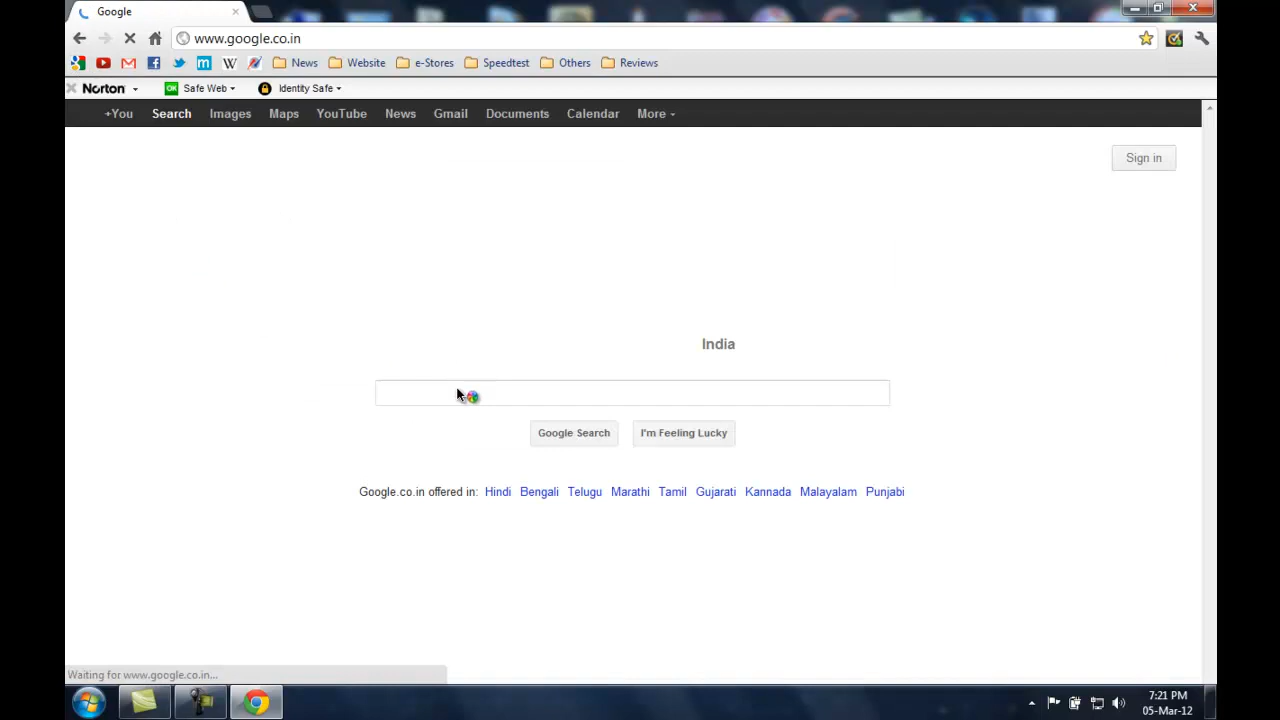 Google
www.google.co.in
News Website e-Stores Speedtest Others Reviews
Norton Safe Web Identity Safe
+You Search Images Maps YouTube News Gmail Documents Calendar More
Sign in
India
Google Search I'm Feeling Lucky
Google.co.in offered in: Hindi Bengali Telugu Marathi Tamil Gujarati Kannada Malayalam Punjabi
Waiting for www.google.co.in...
7:21 PM
05-Mar-12